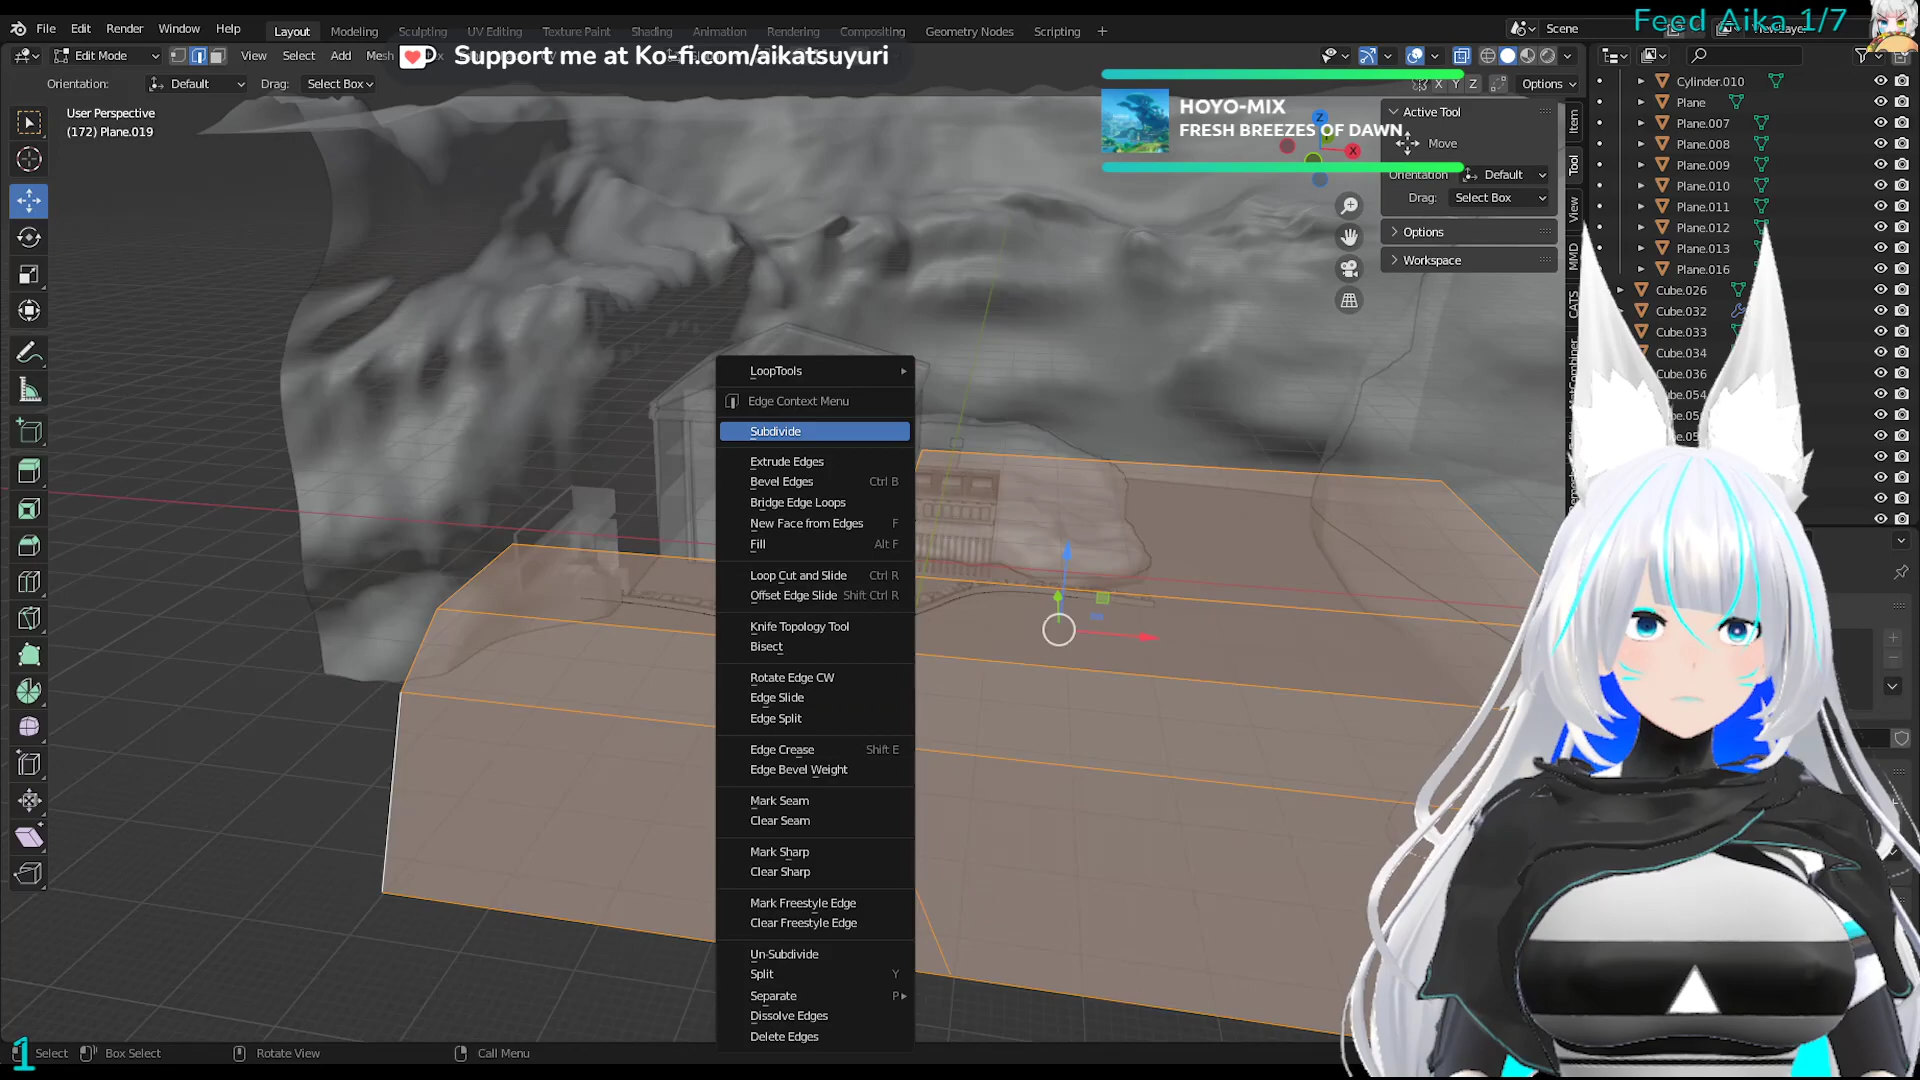 File Edit Render Window Help Layout Modeling Sculpting UV Editing Texture Paint Shading Animation Rendering Compositing Geometry Nodes Scripting + Scene
Feed Aika 1/7
Edit Mode View Select Add Mesh
Support me at Ko-fi.com/aikatsuyuri
Orientation: Default Drag: Select Box
X Y Z Options
User Perspective
(172) Plane.019
HOYO-MIX
FRESH BREEZES OF DAWN
Z
X
Active Tool
Move
Orientation Default
Drag: Select Box
Options
Workspace
Item
Tool
View
MMD
CATS
Cylinder.010
Plane
Plane.007
Plane.008
Plane.009
Plane.010
Plane.011
Plane.012
Plane.013
Plane.016
Cube.026
Cube.032
Cube.033
Cube.034
Cube.036
LoopTools
Edge Context Menu
Subdivide
Extrude Edges
Bevel Edges Ctrl B
Bridge Edge Loops
New Face from Edges F
Fill Alt F
Loop Cut and Slide Ctrl R
Offset Edge Slide Shift Ctrl R
Knife Topology Tool
Bisect
Rotate Edge CW
Edge Slide
Edge Split
Edge Crease Shift E
Edge Bevel Weight
Mark Seam
Clear Seam
Mark Sharp
Clear Sharp
Mark Freestyle Edge
Clear Freestyle Edge
Un-Subdivide
Split Y
Separate P
Dissolve Edges
Delete Edges
1
Select Box Select Rotate View Call Menu